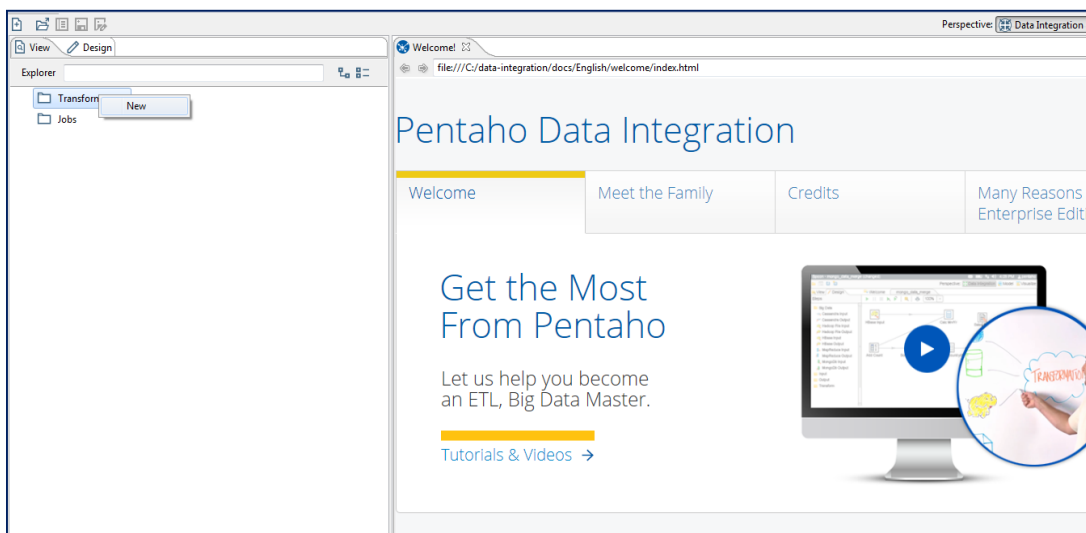 Perspective: Data Integration
View Design
Welcome!
Explorer
file:///C:/data-integration/docs/English/welcome/index.html
Transform
New
Jobs
Pentaho Data Integration
Welcome
Meet the Family
Credits
Many Reasons
Enterprise Edit
Get the Most
From Pentaho
Let us help you become
an ETL, Big Data Master.
Tutorials & Videos →
TRANSFORMATION